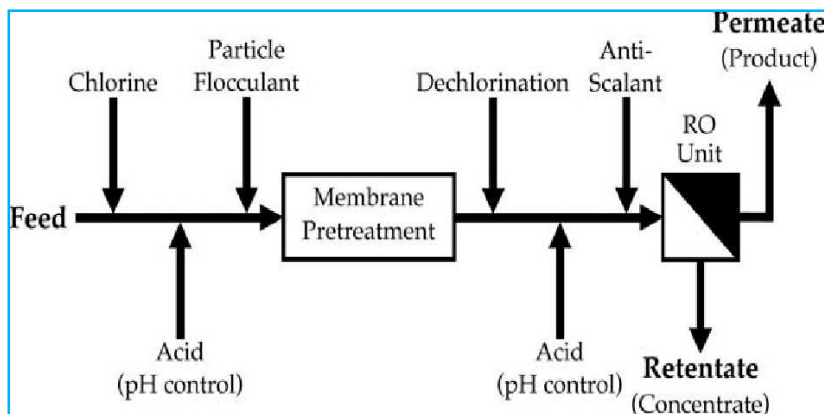 Permeate
(Product)
Particle
Flocculant
Anti-
Scalant
Chlorine
Dechlorination
RO
Unit
Feed
Membrane
Pretreatment
Acid
(pH control)
Acid
(pH control)
Retentate
(Concentrate)